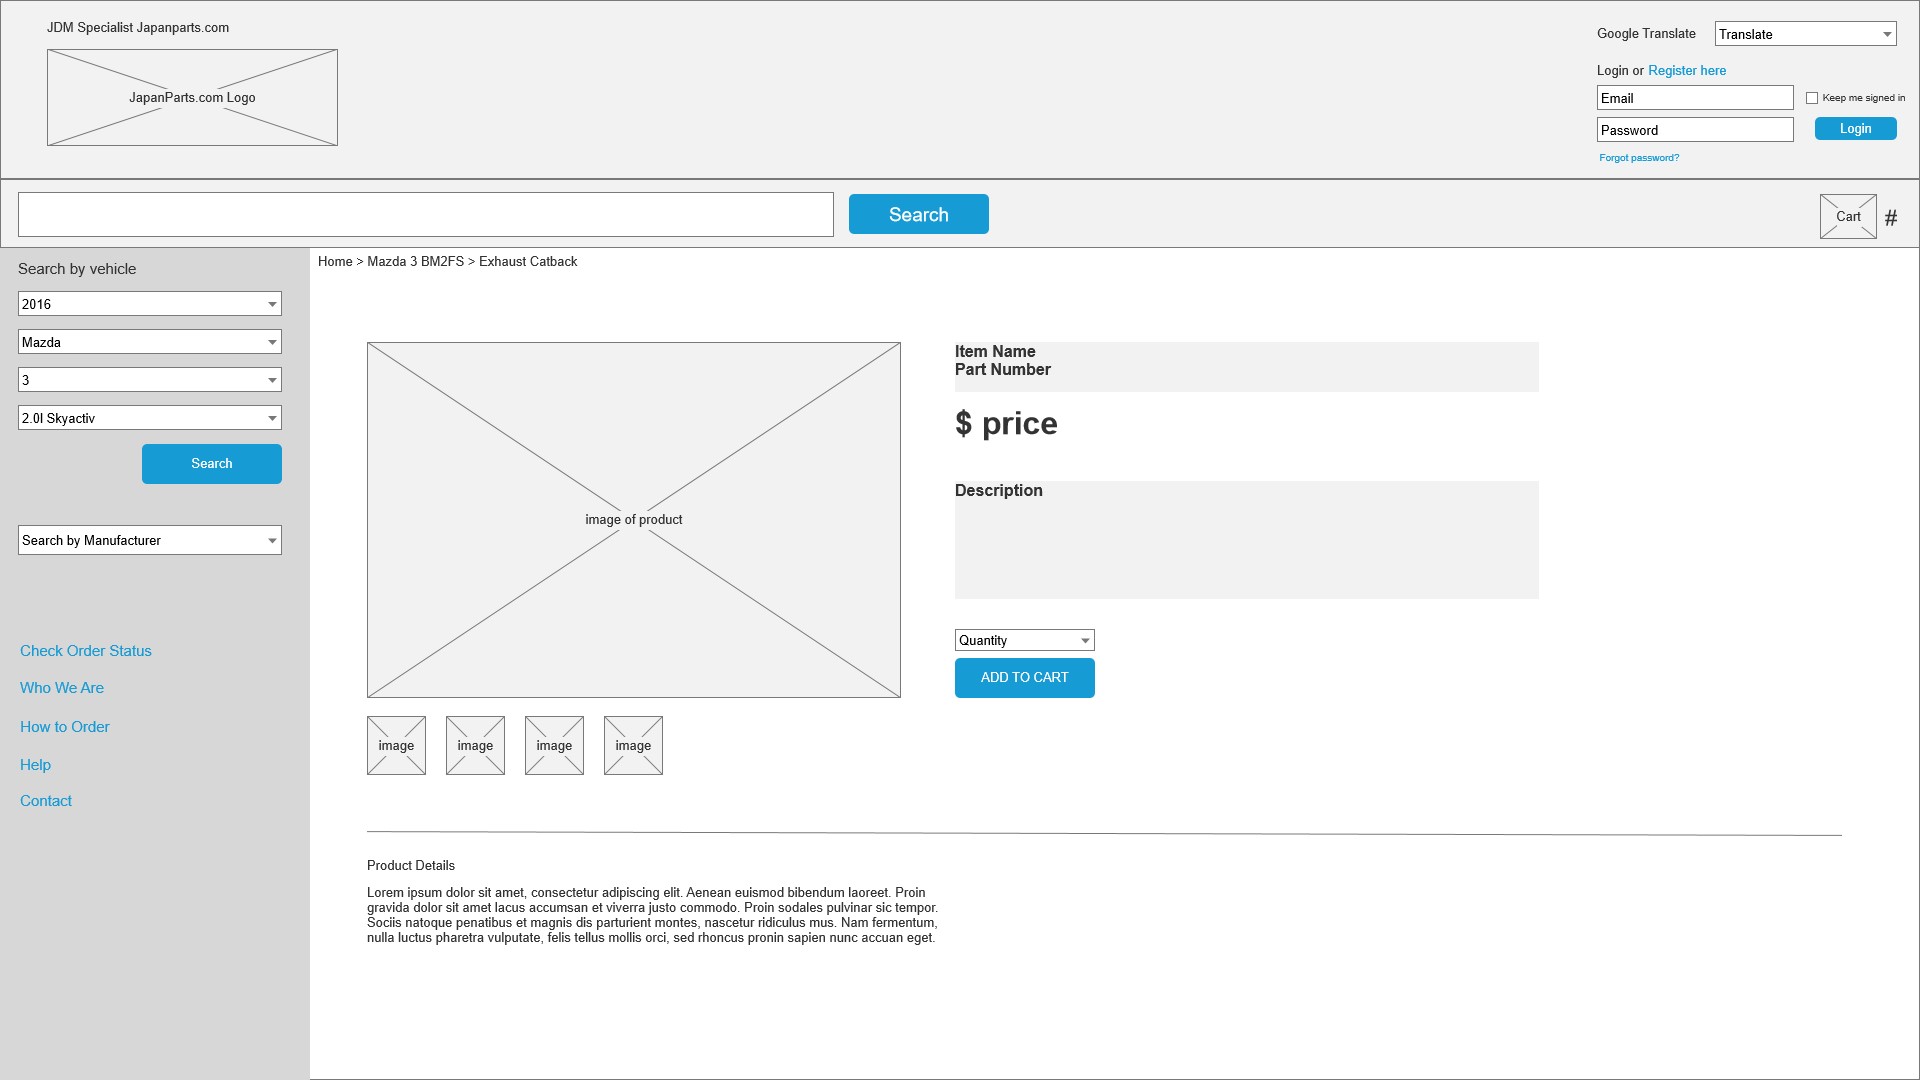 JDM Specialist Japanparts.com
JapanParts.com Logo
Google Translate
Translate
Login or Register here
Email
Keep me signed in
Password
Login
Forgot password?
Search
Cart
#
Search by vehicle
2016
Mazda
3
2.0l Skyactiv
Search
Search by Manufacturer
Check Order Status
Who We Are
How to Order
Help
Contact
Home > Mazda 3 BM2FS > Exhaust Catback
image of product
image
image
image
image
Item Name
Part Number
$ price
Description
Quantity
ADD TO CART
Product Details
Lorem ipsum dolor sit amet, consectetur adipiscing elit. Aenean euismod bibendum laoreet. Proin
gravida dolor sit amet lacus accumsan et viverra justo commodo. Proin sodales pulvinar sic tempor.
Sociis natoque penatibus et magnis dis parturient montes, nascetur ridiculus mus. Nam fermentum,
nulla luctus pharetra vulputate, felis tellus mollis orci, sed rhoncus pronin sapien nunc accuan eget.